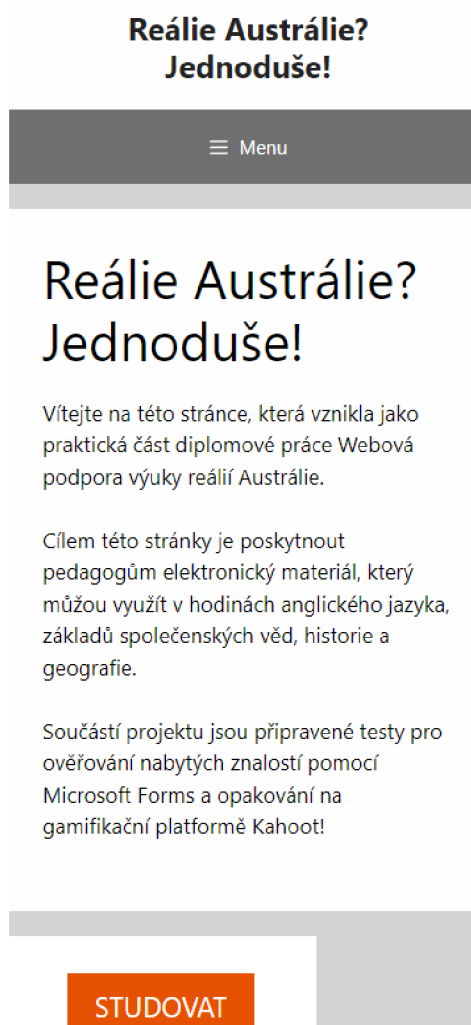 Reálie Austrálie?
Jednoduše!
Menu
Reálie Austrálie?
Jednoduše!
Vítejte na této stránce, která vznikla jako
praktická část diplomové práce Webová
podpora výuky reálií Austrálie.
Cílem této stránky je poskytnout
pedagogům elektronický materiál, který
můžou využít v hodinách anglického jazyka,
základů společenských věd, historie a
geografie.
Součástí projektu jsou připravené testy pro
ověřování nabytých znalostí pomocí
Microsoft Forms a opakování na
gamifikační platformě Kahoot!
STUDOVAT